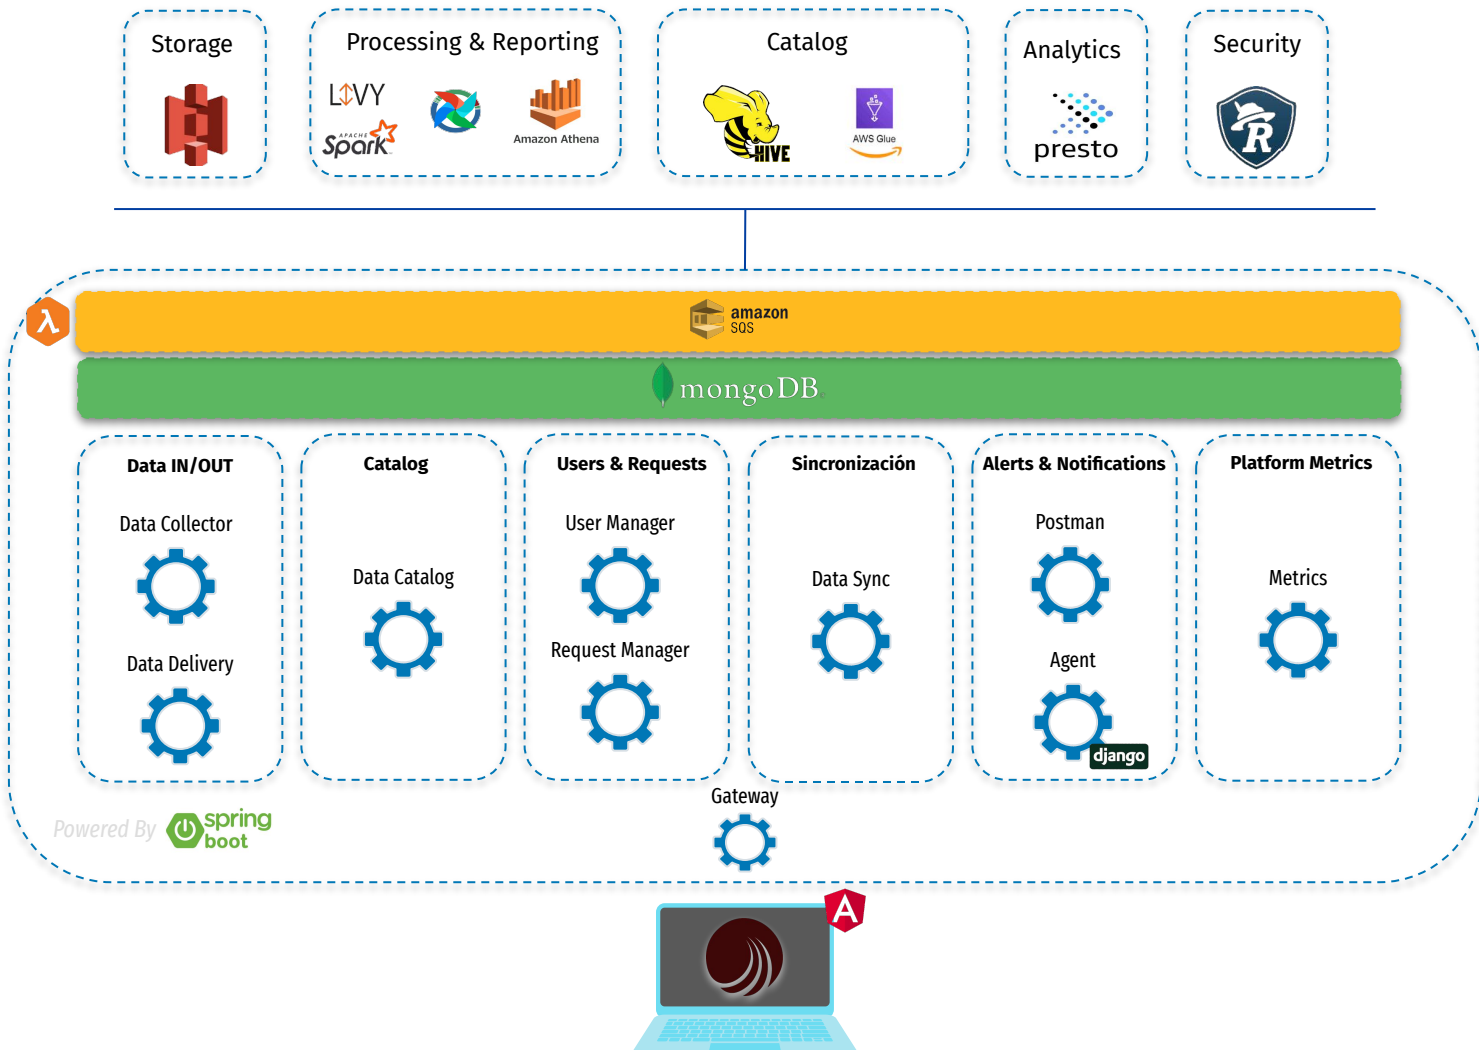 Storage
Processing & Reporting
Catalog
Analytics
Security
LIVY
APACHE
Spark
Amazon Athena
HIVE
AWS Glue
presto
R
amazon
SQS
mongoDB
Data IN/OUT
Catalog
Users & Requests
Sincronización
Alerts & Notifications
Platform Metrics
Data Collector
User Manager
Postman
Data Catalog
Data Sync
Metrics
Data Delivery
Request Manager
Agent
django
Gateway
Powered By
spring
boot
A